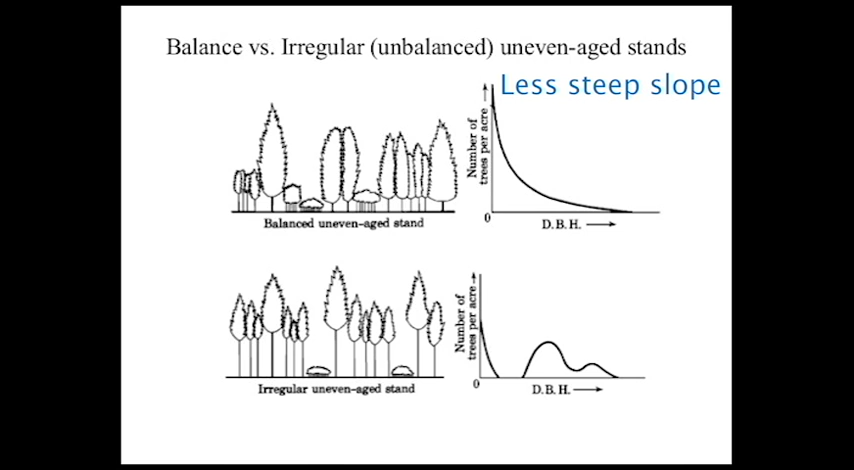 Balance vs. Irregular (unbalanced) uneven-aged stands
Less steep slope
Number of
trees per acre
0
D.B.H.
Balanced uneven-aged stand
Number of
trees per acre
0
D.B.H.
Irregular uneven-aged stand